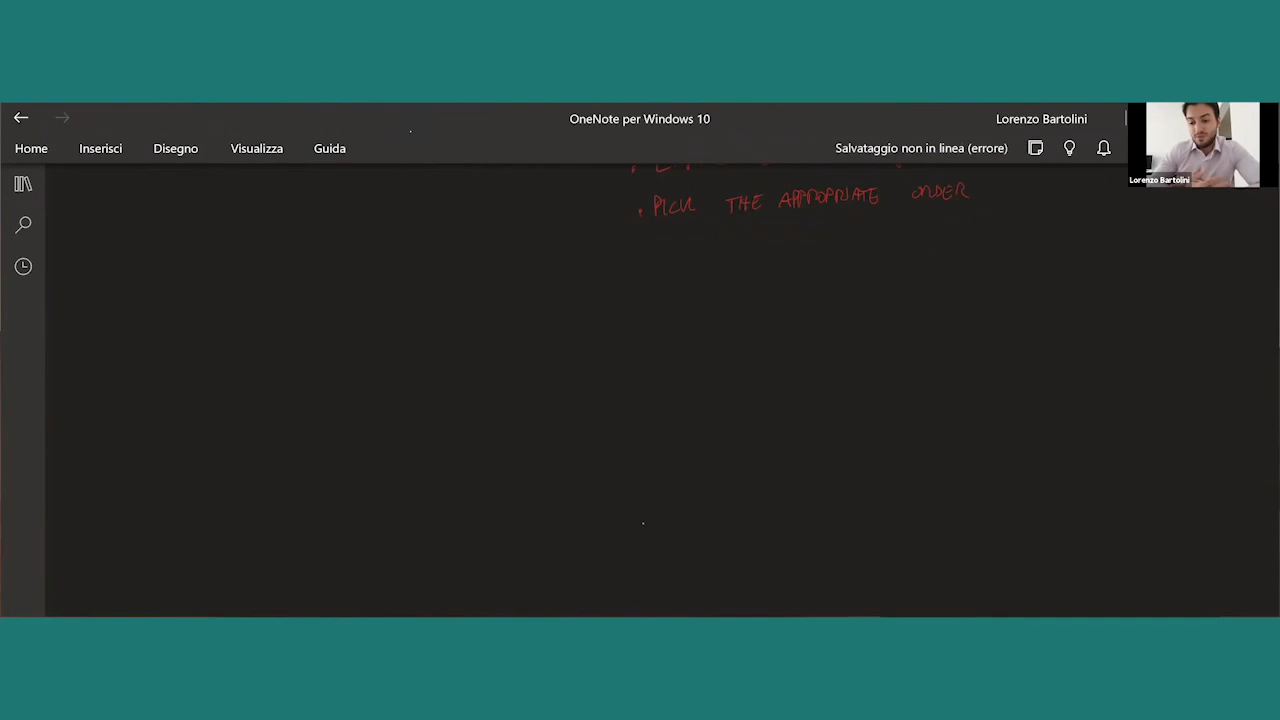 OneNote per Windows 10
Lorenzo Bartolini
Home Inserisci Disegno Visualizza Guida
Salvataggio non in linea (errore)
Lorenzo Bartolini
. PICK THE APPROPRIATE ORDER